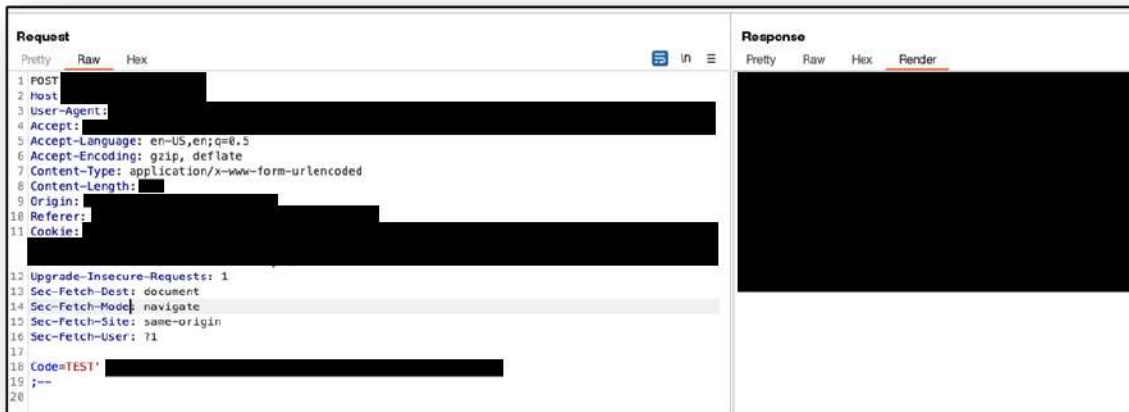 Request
Pretty Raw Hex
\n
1 POST
2 Host
3 User-Agent:
4 Accept:
5 Accept-Language: en-US,en;q=0.5
6 Accept-Encoding: gzip, deflate
7 Content-Type: application/x-www-form-urlencoded
8 Content-Length:
9 Origin:
10 Referer:
11 Cookie:
12 Upgrade-Insecure-Requests: 1
13 Sec-Fetch-Dest: document
14 Sec-Fetch-Mode: navigate
15 Sec-Fetch-Site: same-origin
16 Sec-Fetch-User: ?1
17
18 Code=TEST'
19 ;--
20
Response
Pretty Raw Hex Render